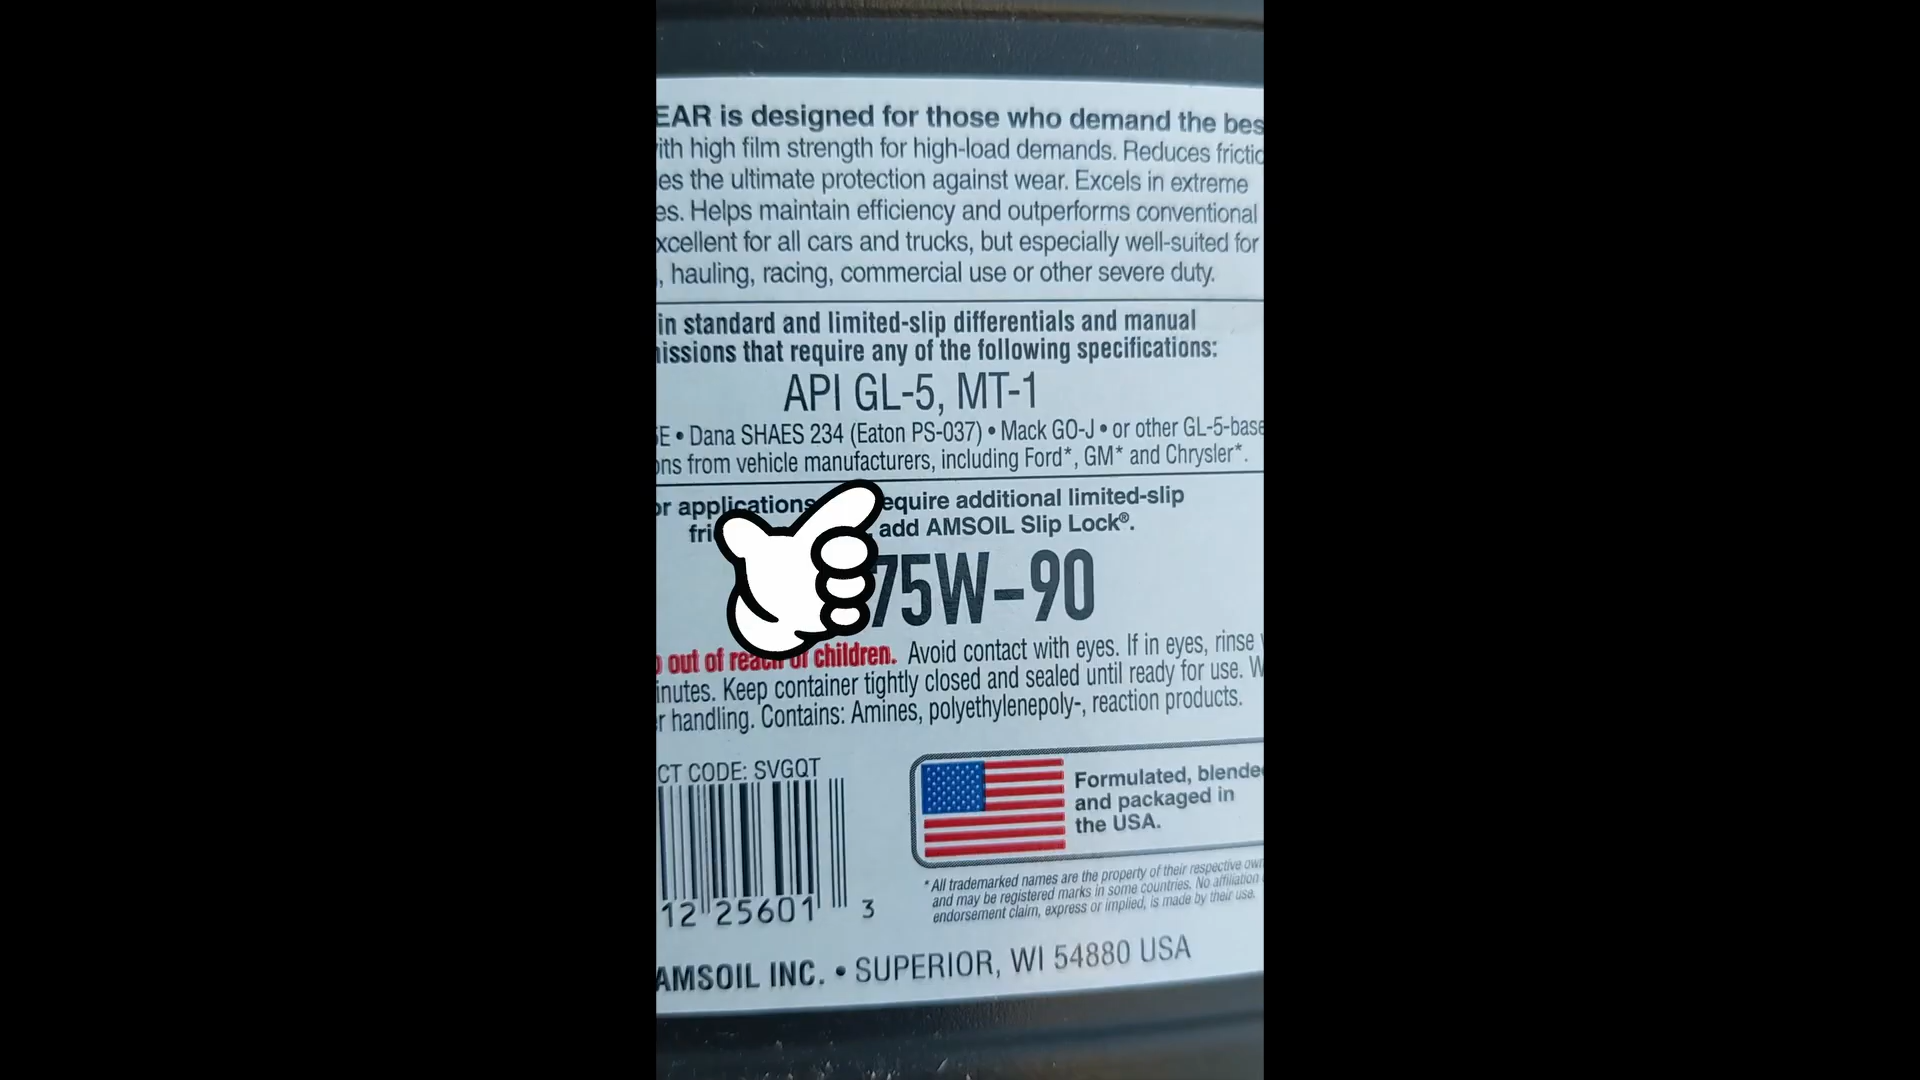 EAR is designed for those who demand the bes
ith high film strength for high-load demands. Reduces frictio
es the ultimate protection against wear. Excels in extreme
es. Helps maintain efficiency and outperforms conventional
xcellent for all cars and trucks, but especially well-suited for
, hauling, racing, commercial use or other severe duty.
in standard and limited-slip differentials and manual
issions that require any of the following specifications:
API GL-5, MT-1
E • Dana SHAES 234 (Eaton PS-037) • Mack GO-J • or other GL-5-base
ons from vehicle manufacturers, including Ford*, GM* and Chrysler*.
or applications equire additional limited-slip
fri add AMSOIL Slip Lock®.
75W-90
out of reach of children. Avoid contact with eyes. If in eyes, rinse
inutes. Keep container tightly closed and sealed until ready for use. W
r handling. Contains: Amines, polyethylenepoly-, reaction products.
CT CODE: SVGQT
12 25601 3
Formulated, blende
and packaged in
the USA.
*All trademarked names are the property of their respective own
and may be registered marks in some countries. No affiliation
endorsement claim, express or implied, is made by their use.
AMSOIL INC. • SUPERIOR, WI 54880 USA